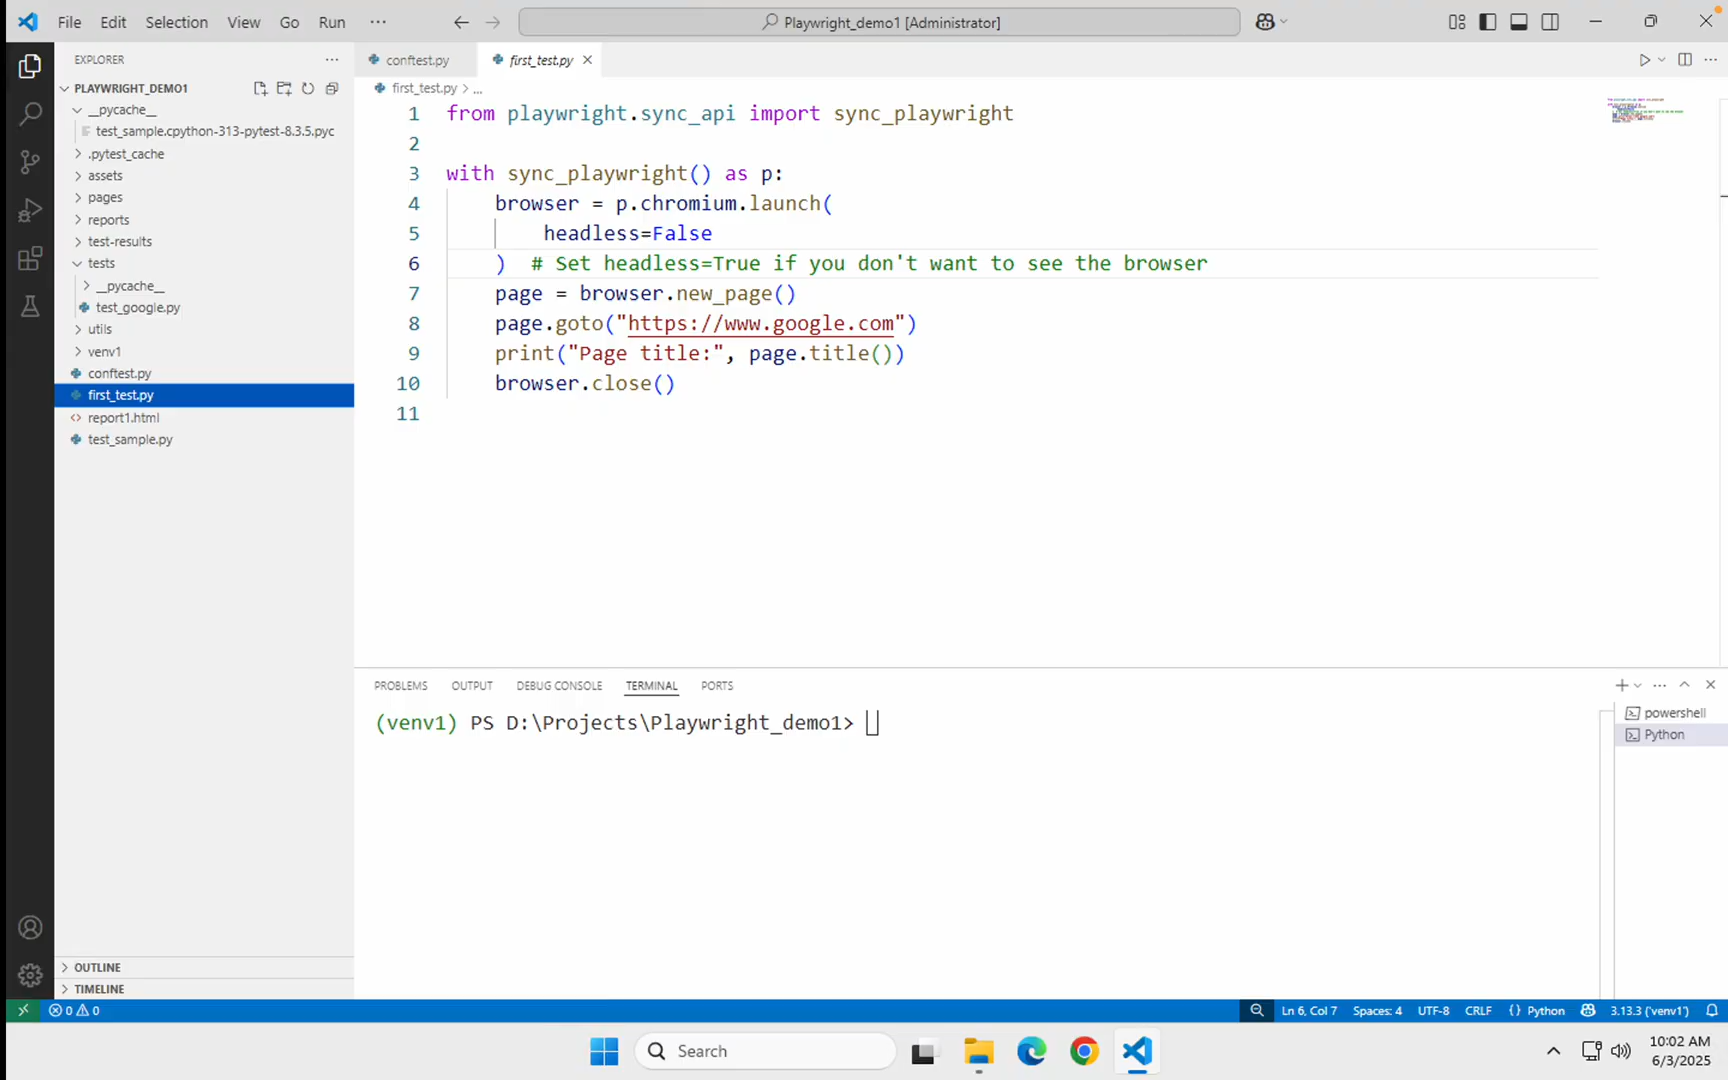 File Edit Selection View Go Run ···
Playwright_demo1 [Administrator]
EXPLORER
PLAYWRIGHT_DEMO1
__pycache__
test_sample.cpython-313-pytest-8.3.5.pyc
.pytest_cache
assets
pages
reports
test-results
tests
__pycache__
test_google.py
utils
venv1
conftest.py
first_test.py
report1.html
test_sample.py
OUTLINE
TIMELINE
conftest.py first_test.py
first_test.py > ...
1 from playwright.sync_api import sync_playwright
2
3 with sync_playwright() as p:
4 browser = p.chromium.launch(
5 headless=False
6 ) # Set headless=True if you don't want to see the browser
7 page = browser.new_page()
8 page.goto("https://www.google.com")
9 print("Page title:", page.title())
10 browser.close()
11
PROBLEMS OUTPUT DEBUG CONSOLE TERMINAL PORTS
(venv1) PS D:\Projects\Playwright_demo1>
powershell
Python
0 0 Ln 6, Col 7 Spaces: 4 UTF-8 CRLF {} Python 3.13.3 ('venv1')
Search
10:02 AM
6/3/2025